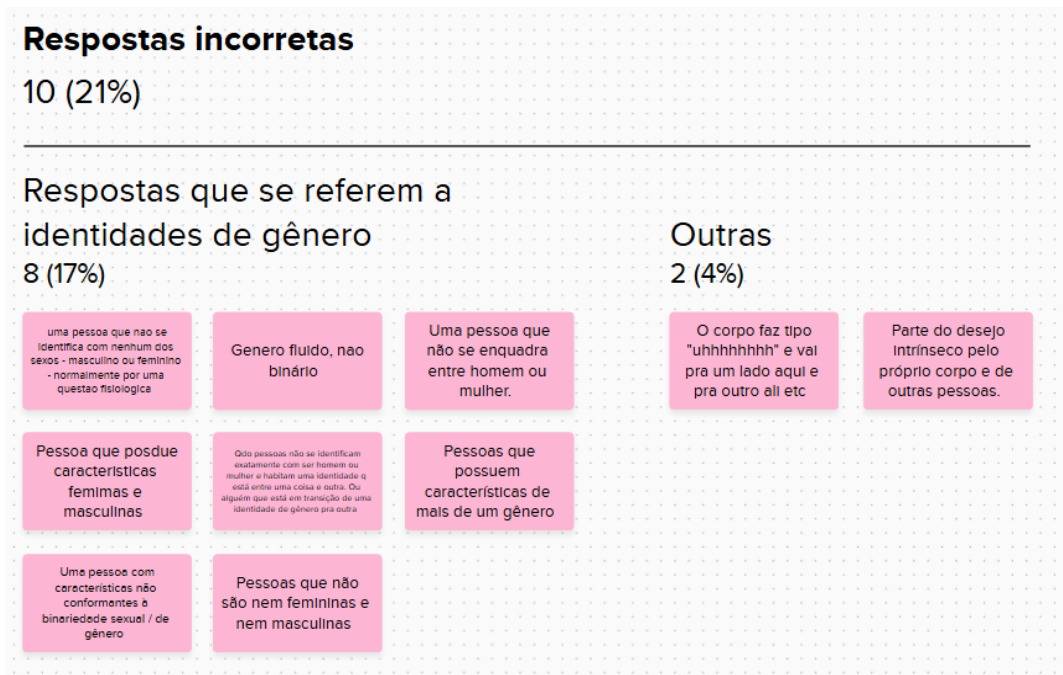 Respostas incorretas
10 (21%)
Respostas que se referem a
identidades de gênero
8 (17%)
uma pessoa que nao se
identifica com nenhum dos
sexos - masculino ou feminino
- normalmente por uma
questao fisiologica
Genero fluido, nao
binário
Uma pessoa que
não se enquadra
entre homem ou
mulher.
Pessoa que posdue
caracteristicas
femimas e
masculinas
Qdo pessoas não se identificam
exatamente com ser homem ou
mulher e habitam uma identidade q
está entre uma coisa e outra. Ou
alguém que está em transição de uma
identidade de gênero pra outra
Pessoas que
possuem
características de
mais de um gênero
Uma pessoa com
características não
conformantes à
binariedade sexual / de
gênero
Pessoas que não
são nem femininas e
nem masculinas
Outras
2 (4%)
O corpo faz tipo
"uhhhhhhhh" e vai
pra um lado aqui e
pra outro ali etc
Parte do desejo
intrínseco pelo
próprio corpo e de
outras pessoas.